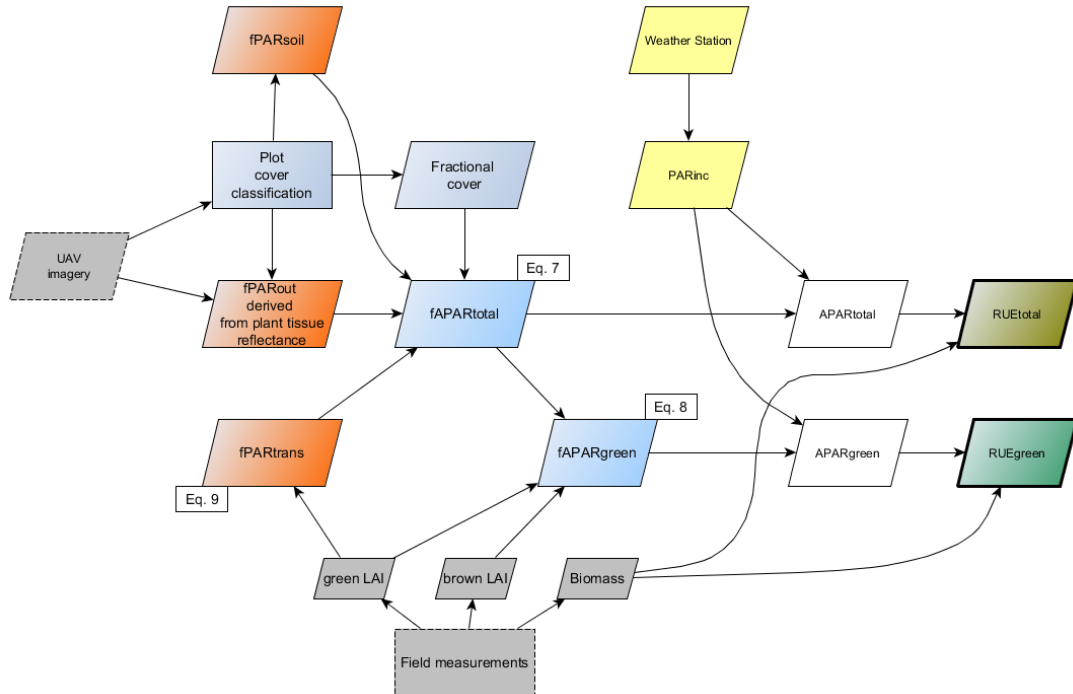 fPARsoil
Weather Station
Plot
cover
classification
Fractional
cover
PARinc
UAV
imagery
Eq. 7
fPARout
derived
from plant tissue
reflectance
fAPARtotal
APARtotal
RUEtotal
Eq. 8
fPARtrans
fAPARgreen
APARgreen
RUEgreen
Eq. 9
green LAI
brown LAI
Biomass
Field measurements